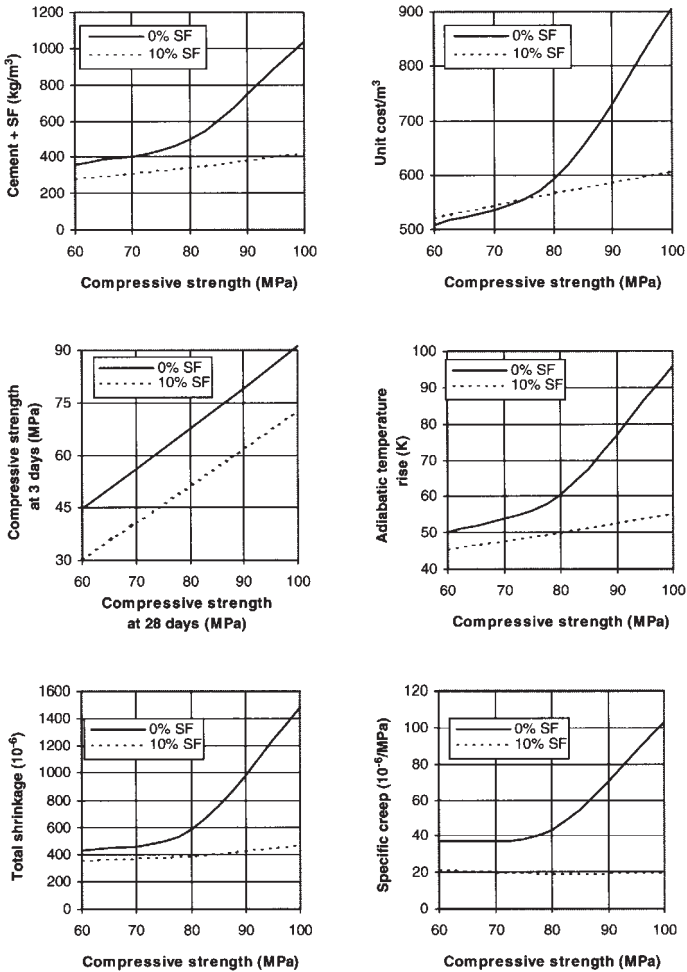 1200
1000
800
600
400
200
0
60 70 80 90 100
Cement + SF (kg/m³)
0% SF
10% SF
Compressive strength (MPa)
900
800
700
600
500
60 70 80 90 100
Unit cost/m³
0% SF
10% SF
Compressive strength (MPa)
90
75
60
45
30
60 70 80 90 100
Compressive strength
at 3 days (MPa)
0% SF
10% SF
Compressive strength
at 28 days (MPa)
100
90
80
70
60
50
40
60 70 80 90 100
Adiabatic temperature
rise (K)
0% SF
10% SF
Compressive strength (MPa)
1600
1400
1200
1000
800
600
400
200
0
60 70 80 90 100
Total shrinkage (10⁻⁶)
0% SF
10% SF
Compressive strength (MPa)
120
100
80
60
40
20
0
60 70 80 90 100
Specific creep (10⁻⁶/MPa)
0% SF
10% SF
Compressive strength (MPa)